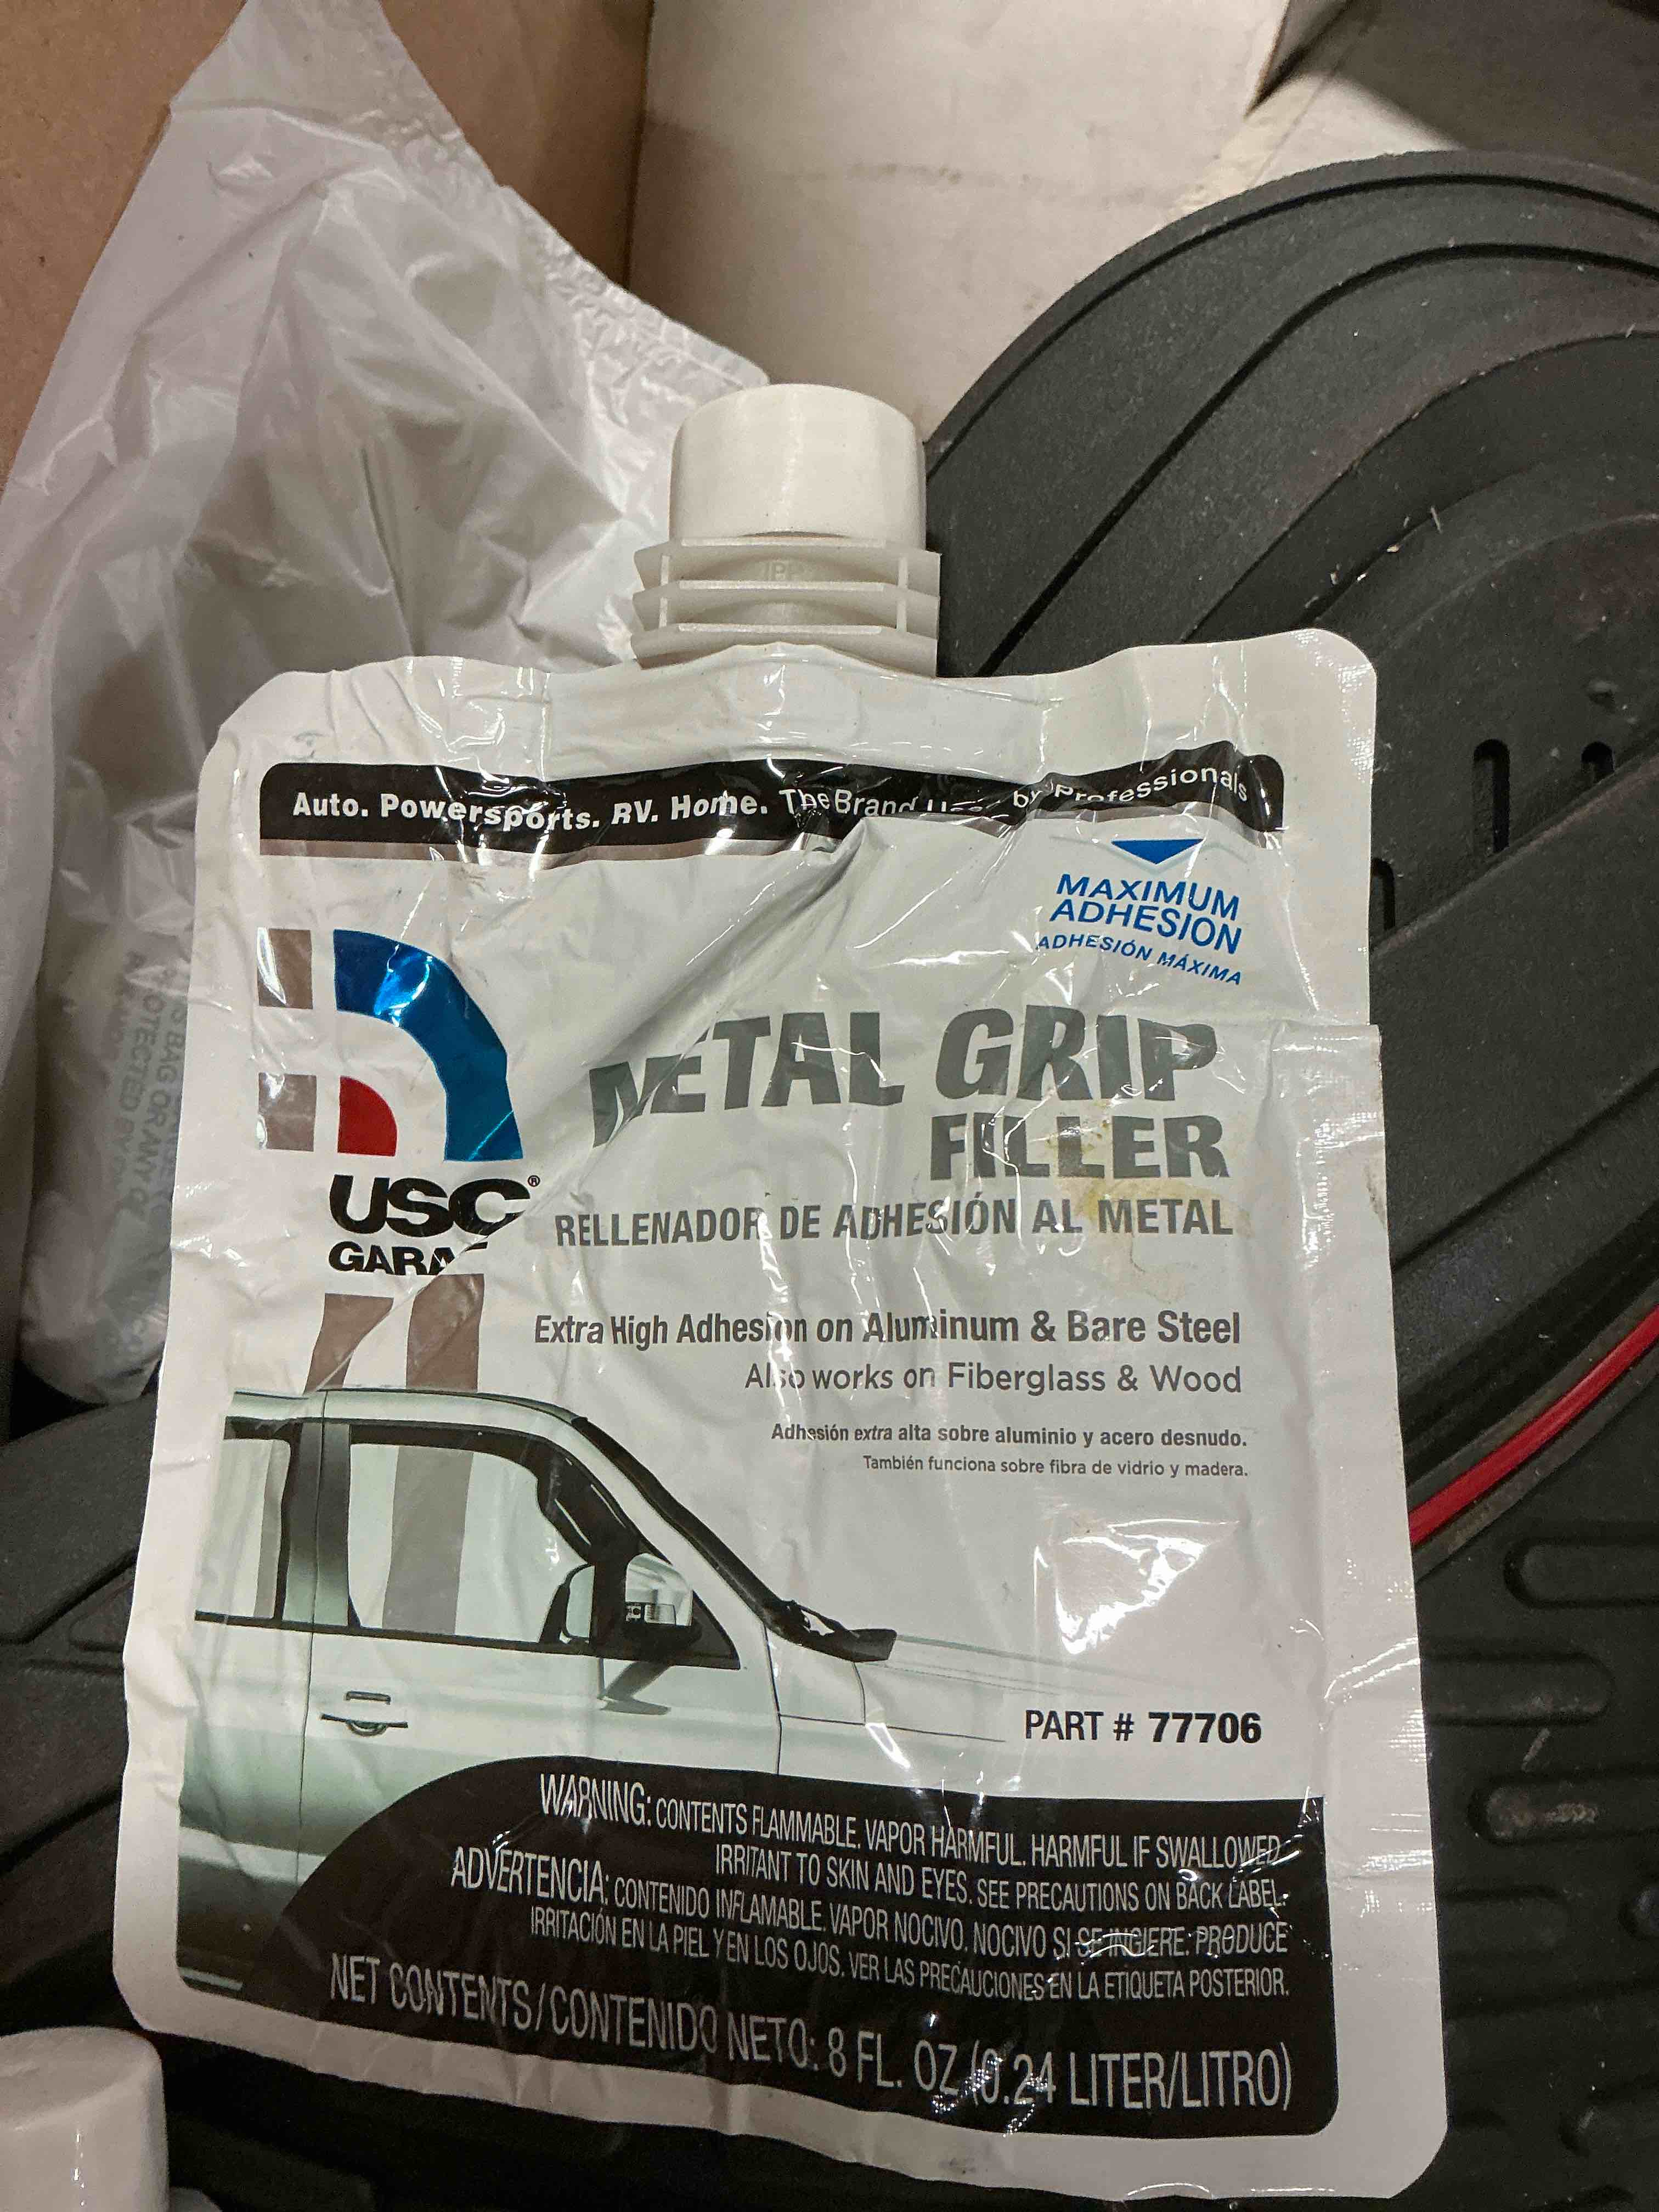 Auto. Powersports. RV. Home. The Brand by Professionals
MAXIMUM
ADHESION
ADHESIÓN MÁXIMA
METAL GRIP
FILLER
RELLENADOR DE ADHESIÓN AL METAL
USC®
GARA
Extra High Adhesion on Aluminum & Bare Steel
Also works on Fiberglass & Wood
Adhesión extra alta sobre aluminio y acero desnudo.
También funciona sobre fibra de vidrio y madera.
PART # 77706
WARNING: CONTENTS FLAMMABLE. VAPOR HARMFUL. HARMFUL IF SWALLOWED.
IRRITANT TO SKIN AND EYES. SEE PRECAUTIONS ON BACK LABEL.
ADVERTENCIA: CONTENIDO INFLAMABLE. VAPOR NOCIVO. NOCIVO SI SE INGIERE. PRODUCE
IRRITACIÓN EN LA PIEL Y EN LOS OJOS. VER LAS PRECAUCIONES EN LA ETIQUETA POSTERIOR.
NET CONTENTS/CONTENIDO NETO: 8 FL. OZ (0.24 LITER/LITRO)
BAG OR ANY